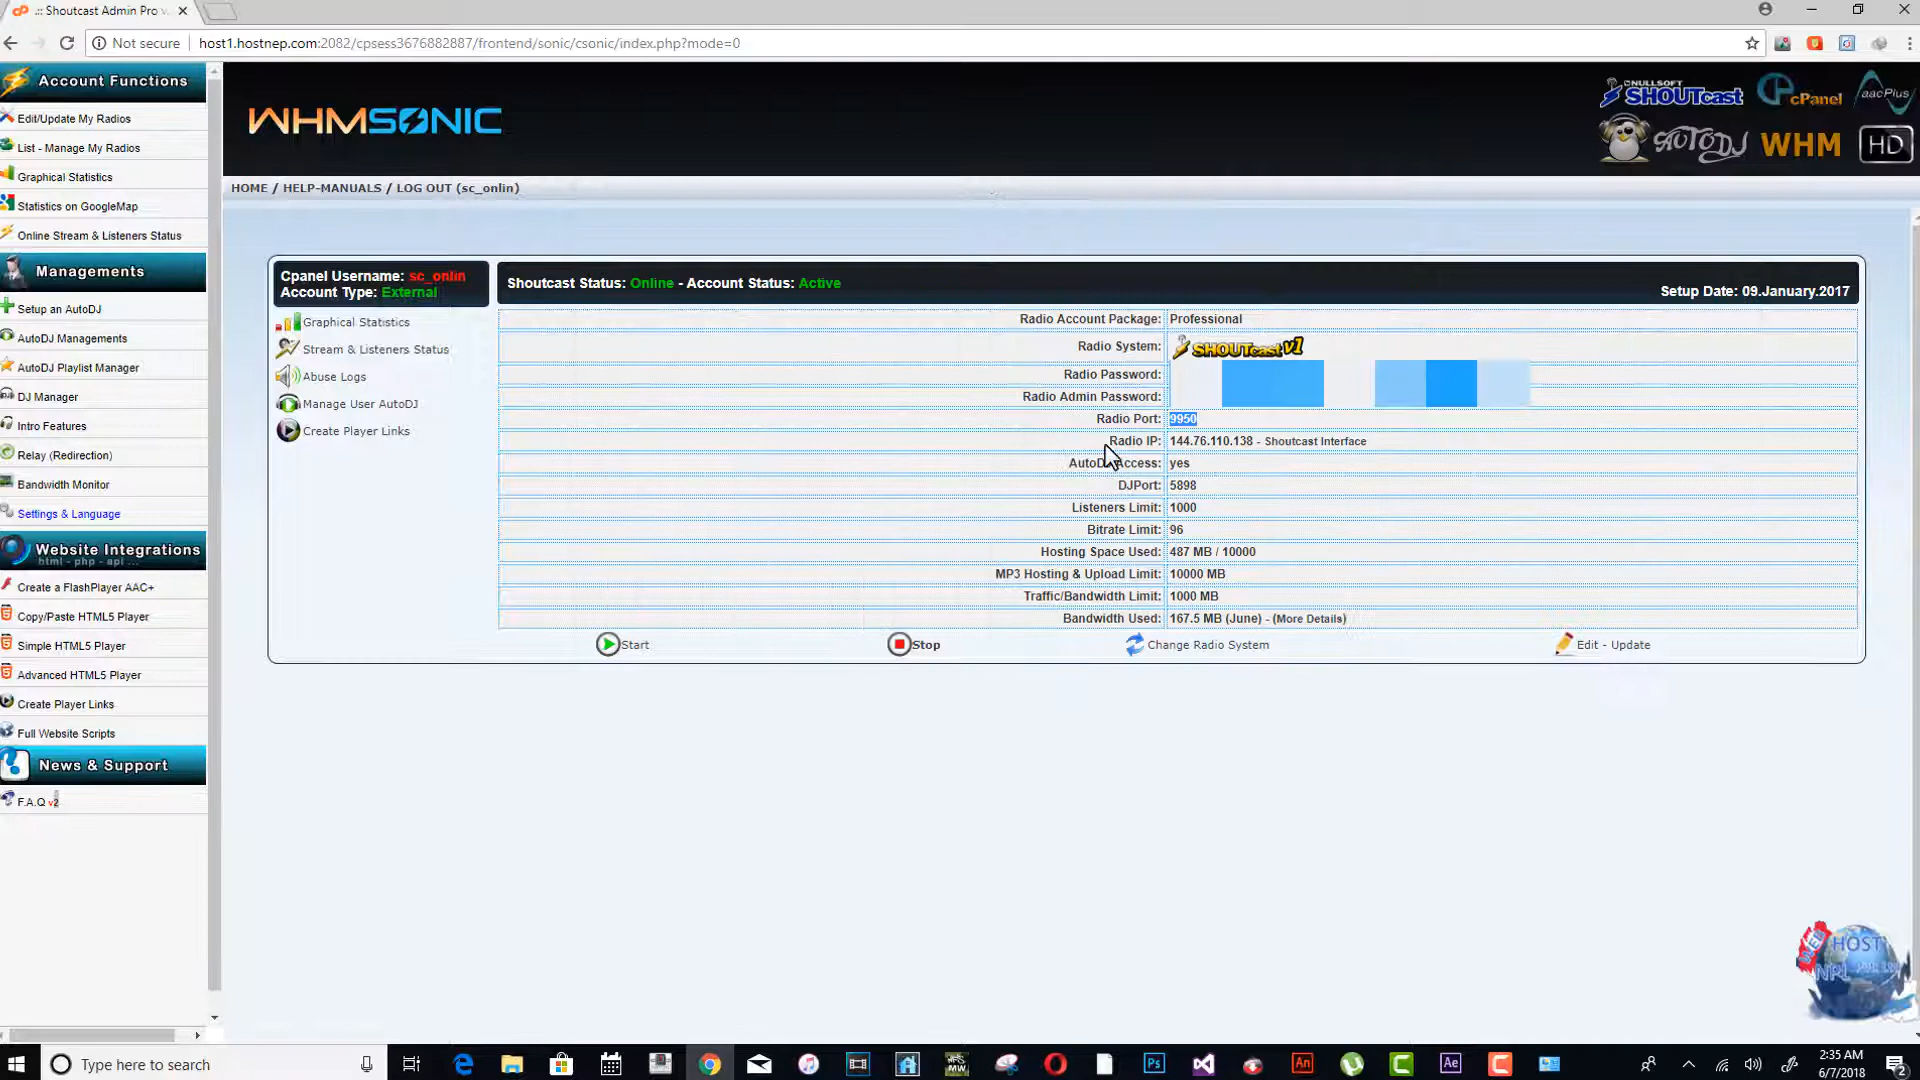 .:: Shoutcast Admin Pro v
Not secure
host1.hostnep.com:2082/cpsess3676882887/frontend/sonic/csonic/index.php?mode=0
Account Functions
Edit/Update My Radios
List - Manage My Radios
Graphical Statistics
Statistics on GoogleMap
Online Stream & Listeners Status
Managements
Setup an AutoDJ
AutoDJ Managements
AutoDJ Playlist Manager
DJ Manager
Intro Features
Relay (Redirection)
Bandwidth Monitor
Settings & Language
Website Integrations
html - php - api ...
Create a FlashPlayer AAC+
Copy/Paste HTML5 Player
Simple HTML5 Player
Advanced HTML5 Player
Create Player Links
Full Website Scripts
News & Support
F.A.Q v2
WHMSONIC
NULLSOFT
SHOUTcast
cPanel
aacPlus
AUTODJ
WHM
HD
HOME / HELP-MANUALS / LOG OUT (sc_onlin)
Cpanel Username: sc_onlin
Account Type: External
Graphical Statistics
Stream & Listeners Status
Abuse Logs
Manage User AutoDJ
Create Player Links
Shoutcast Status: Online - Account Status: Active
Setup Date: 09.January.2017
Radio Account Package: Professional
Radio System: SHOUTcast v1
Radio Password:
Radio Admin Password:
Radio Port: 9950
Radio IP: 144.76.110.138 - Shoutcast Interface
AutoDJ Access: yes
DJPort: 5898
Listeners Limit: 1000
Bitrate Limit: 96
Hosting Space Used: 487 MB / 10000
MP3 Hosting & Upload Limit: 10000 MB
Traffic/Bandwidth Limit: 1000 MB
Bandwidth Used: 167.5 MB (June) - (More Details)
Start
Stop
Change Radio System
Edit - Update
WEB
HOST
NPL
Type here to search
MW
Ps
An
C
Ae
C
2:35 AM
6/7/2018
2